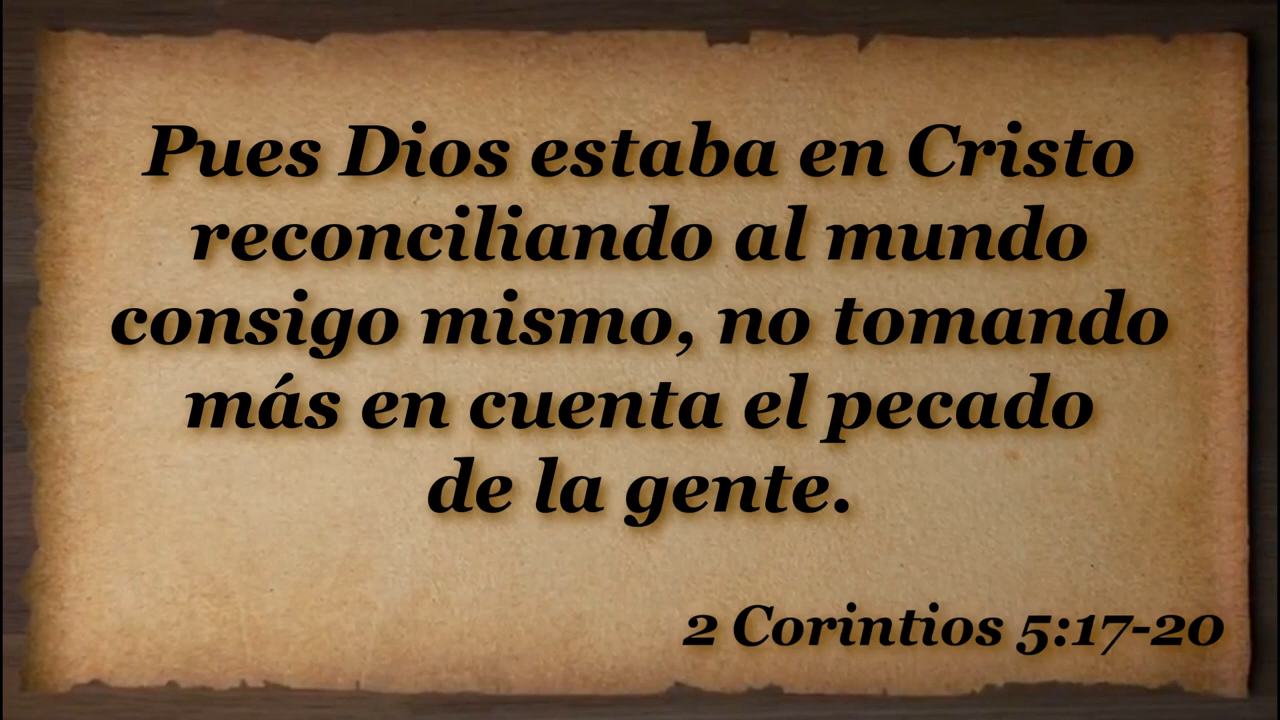 Pues Dios estaba en Cristo
reconciliando al mundo
consigo mismo, no tomando
más en cuenta el pecado
de la gente.
2 Corintios 5:17-20